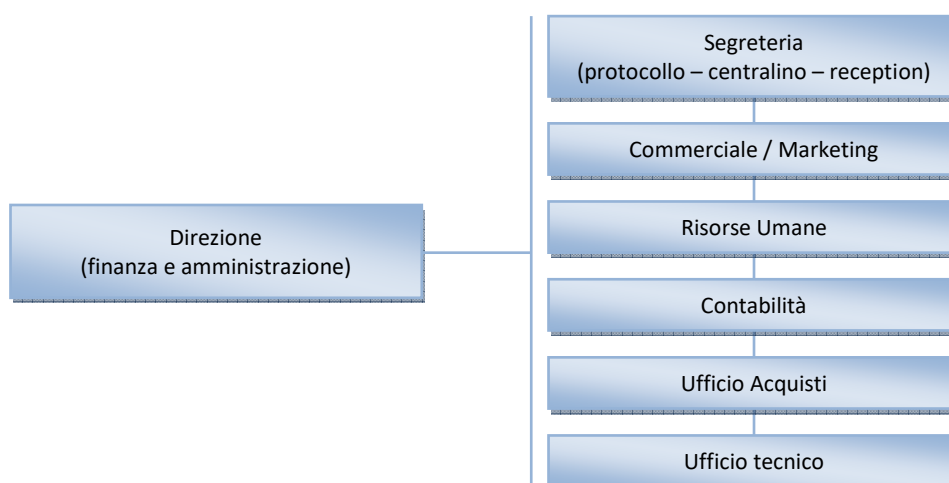 Segreteria
(protocollo – centralino – reception)
Commerciale / Marketing
Direzione
(finanza e amministrazione)
Risorse Umane
Contabilità
Ufficio Acquisti
Ufficio tecnico